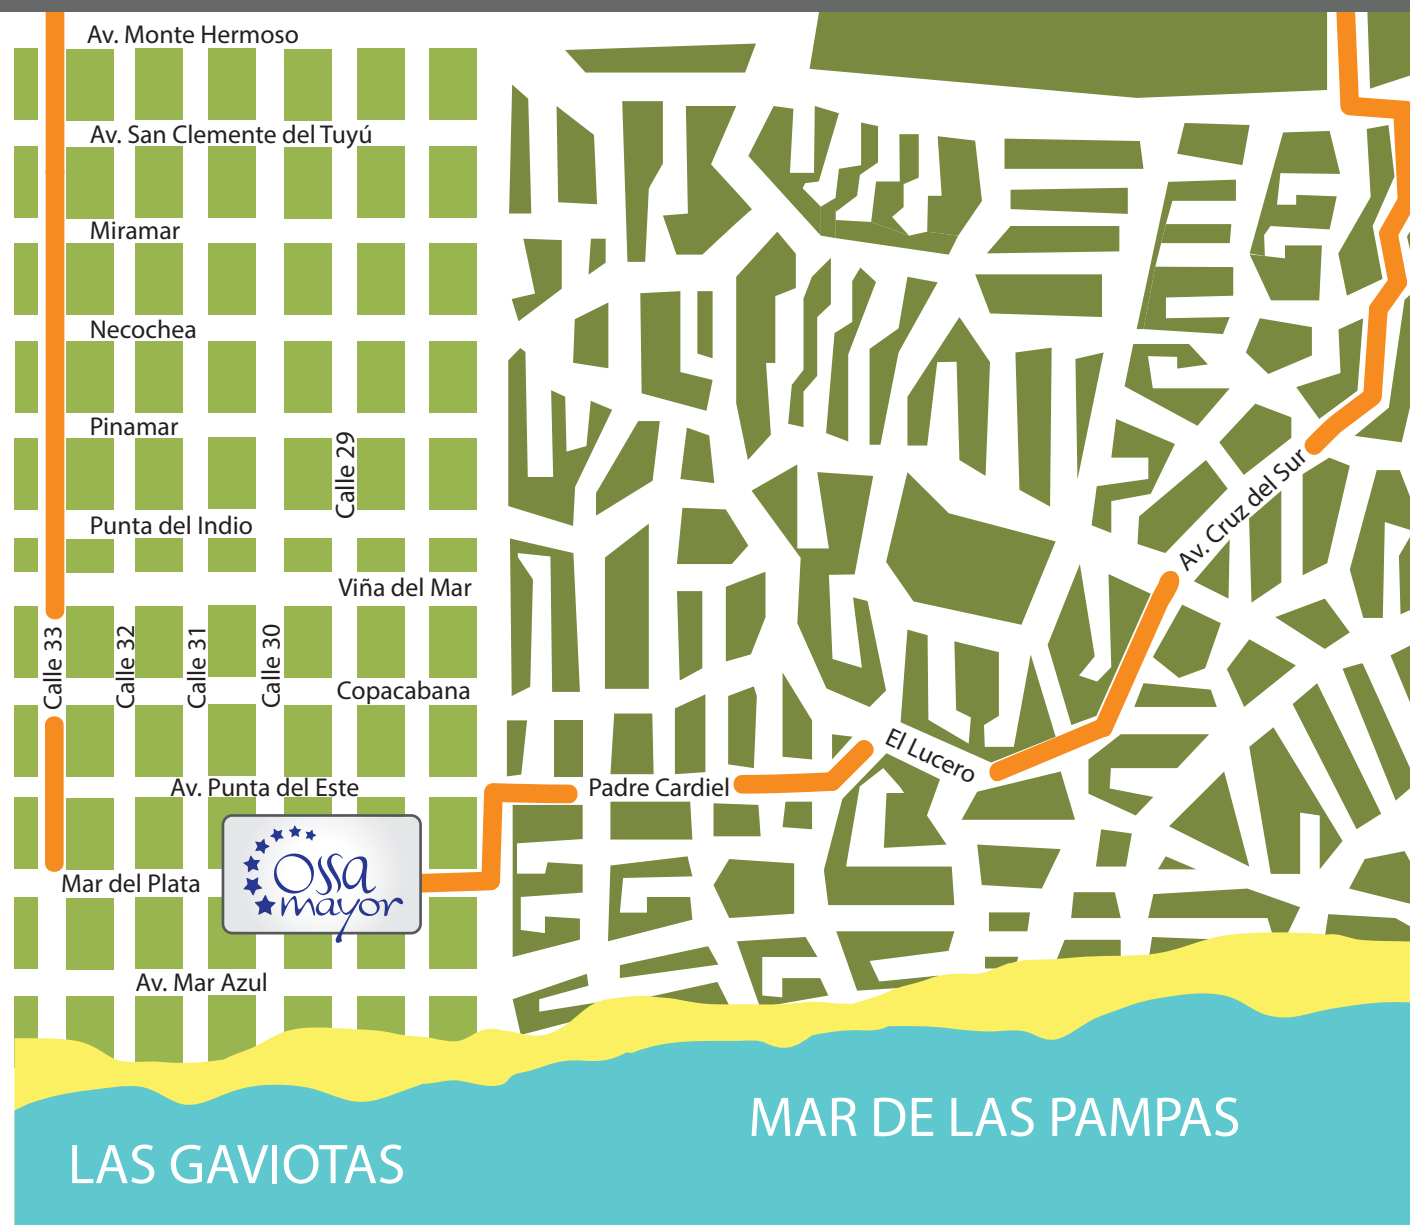 Av. Monte Hermoso
Av. San Clemente del Tuyú
Miramar
Necochea
Pinamar
Calle 29
Av. Cruz del Sur
Punta del Indio
Viña del Mar
Calle 33
Calle 32
Calle 31
Calle 30
Copacabana
El Lucero
Av. Punta del Este
Padre Cardiel
Mar del Plata
Ossa
mayor
Av. Mar Azul
MAR DE LAS PAMPAS
LAS GAVIOTAS